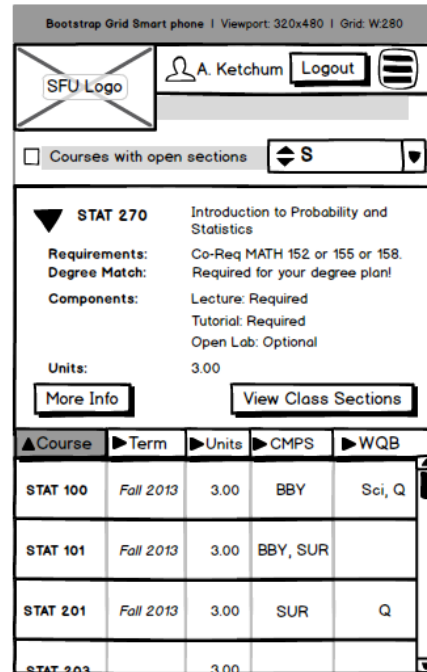 Bootstrap Grid Smart phone | Viewport: 320x480 | Grid: W:280
SFU Logo
A. Ketchum Logout
Courses with open sections S
STAT 270 Introduction to Probability and
Statistics
Requirements: Co-Req MATH 152 or 155 or 158.
Degree Match: Required for your degree plan!
Components: Lecture: Required
Tutorial: Required
Open Lab: Optional
Units: 3.00
More Info View Class Sections
Course Term Units CMPS WQB
STAT 100 Fall 2013 3.00 BBY Sci, Q
STAT 101 Fall 2013 3.00 BBY, SUR
STAT 201 Fall 2013 3.00 SUR Q
STAT 203 3.00